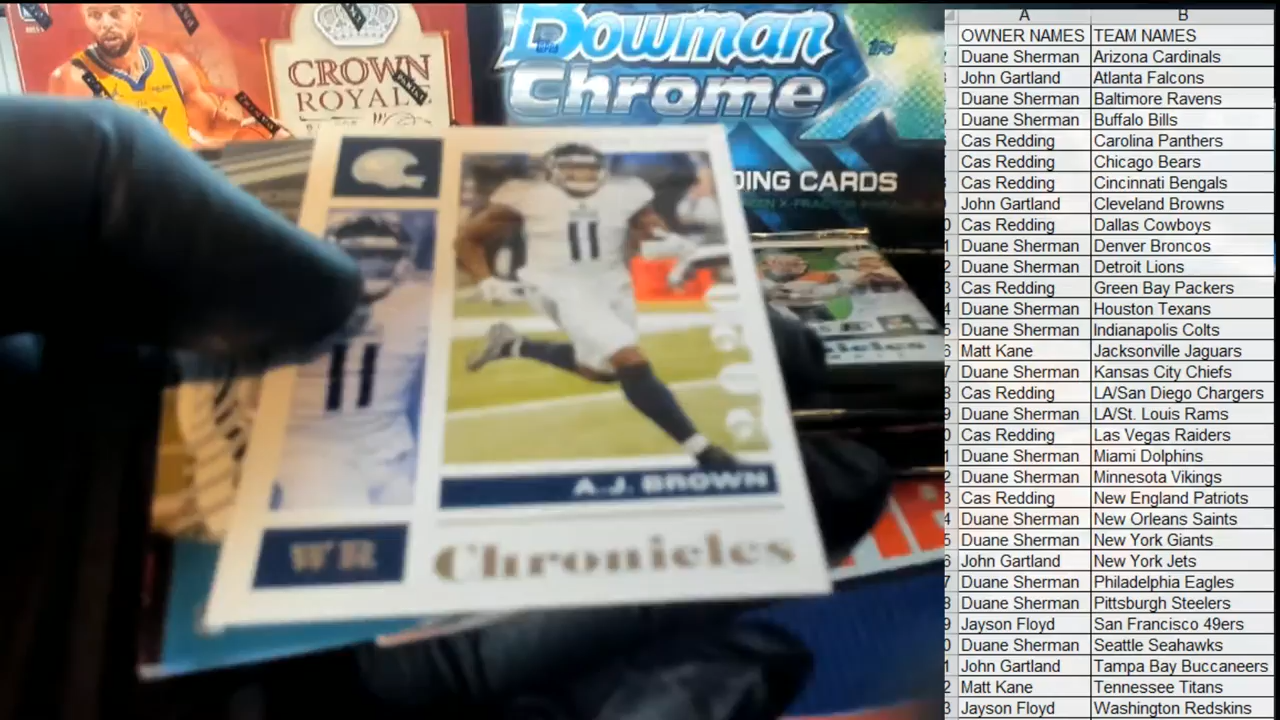 CROWN
ROYALE
Bowman
Chrome
topps
DING CARDS
11
11
A.J. BROWN
WR
Chronicles
A B
OWNER NAMES TEAM NAMES
Duane Sherman Arizona Cardinals
John Gartland Atlanta Falcons
Duane Sherman Baltimore Ravens
Duane Sherman Buffalo Bills
Cas Redding Carolina Panthers
Cas Redding Chicago Bears
Cas Redding Cincinnati Bengals
John Gartland Cleveland Browns
Cas Redding Dallas Cowboys
Duane Sherman Denver Broncos
Duane Sherman Detroit Lions
Cas Redding Green Bay Packers
Duane Sherman Houston Texans
Duane Sherman Indianapolis Colts
Matt Kane Jacksonville Jaguars
Duane Sherman Kansas City Chiefs
Cas Redding LA/San Diego Chargers
Duane Sherman LA/St. Louis Rams
Cas Redding Las Vegas Raiders
Duane Sherman Miami Dolphins
Duane Sherman Minnesota Vikings
Cas Redding New England Patriots
Duane Sherman New Orleans Saints
Duane Sherman New York Giants
John Gartland New York Jets
Duane Sherman Philadelphia Eagles
Duane Sherman Pittsburgh Steelers
Jayson Floyd San Francisco 49ers
Duane Sherman Seattle Seahawks
John Gartland Tampa Bay Buccaneers
Matt Kane Tennessee Titans
Jayson Floyd Washington Redskins